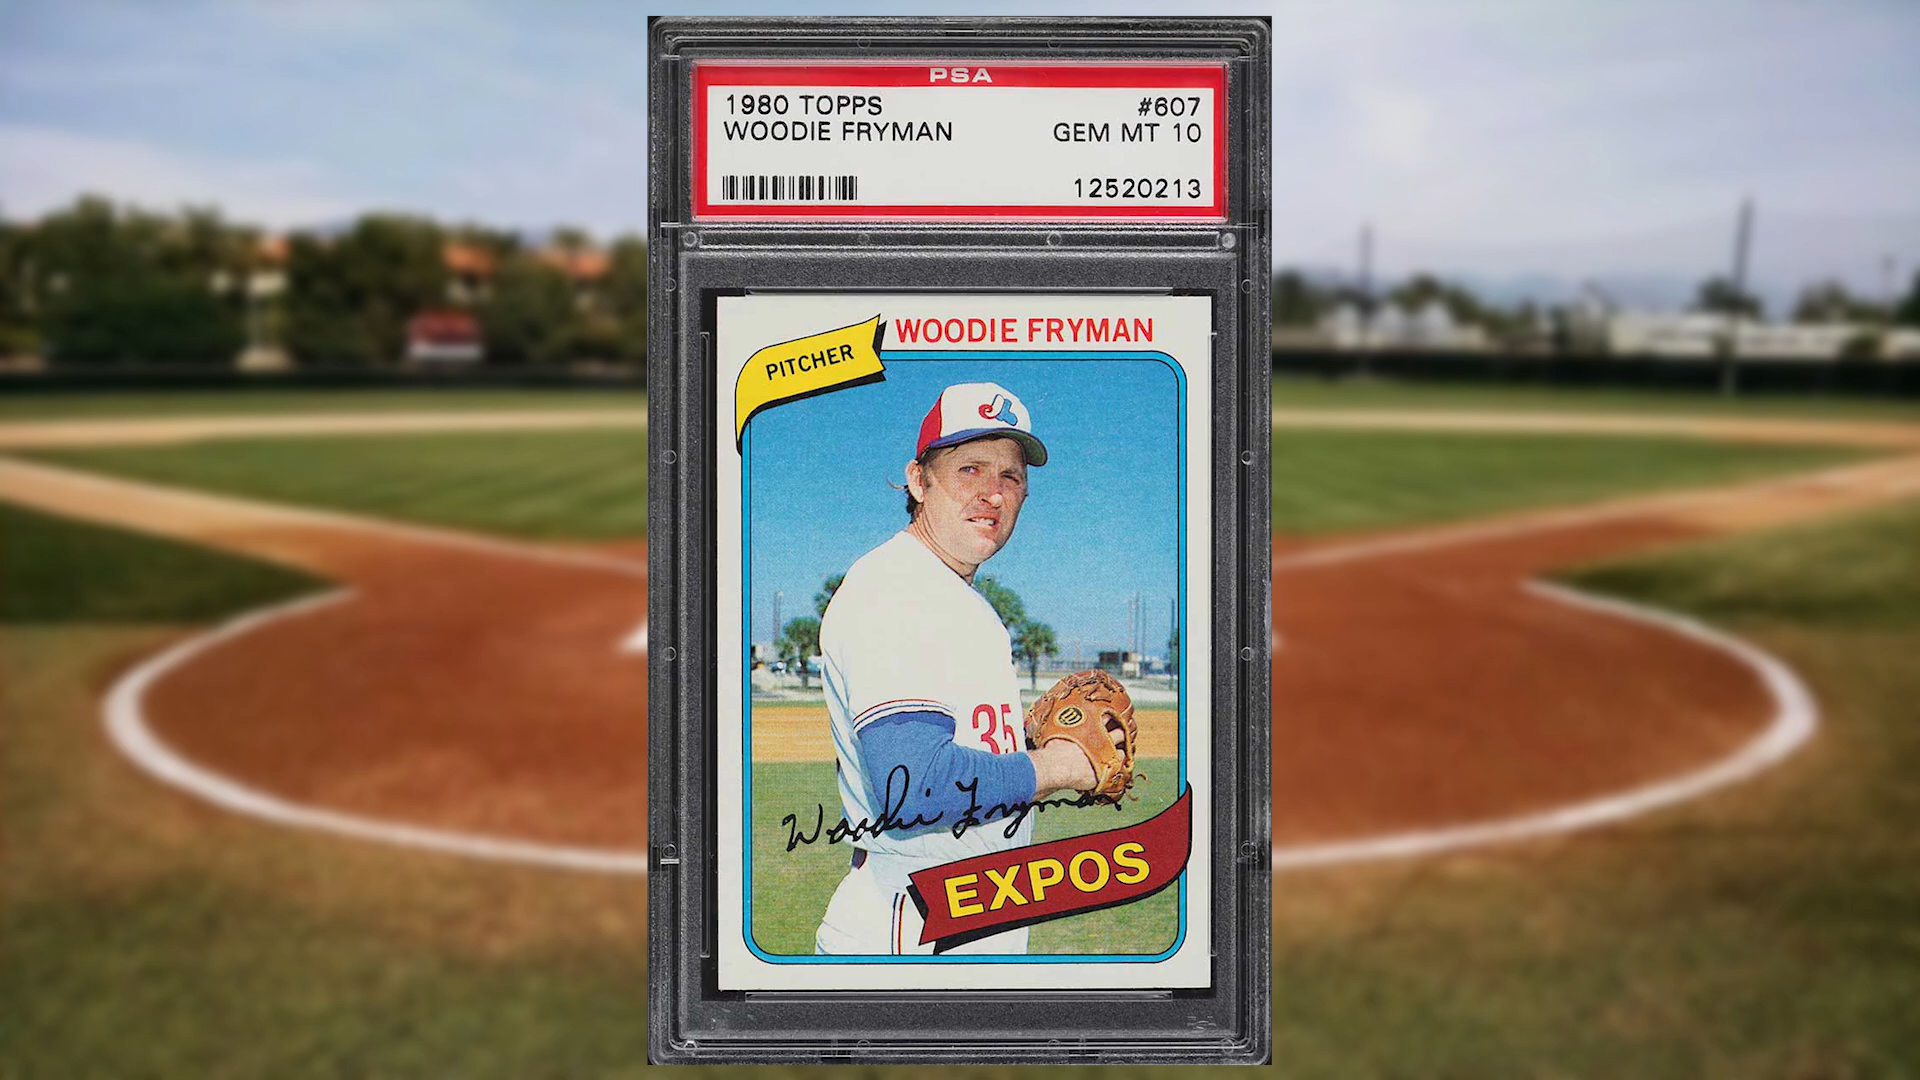 PSA
1980 TOPPS #607
WOODIE FRYMAN GEM MT 10
12520213
PITCHER
WOODIE FRYMAN
35
Woodie Fryman
EXPOS